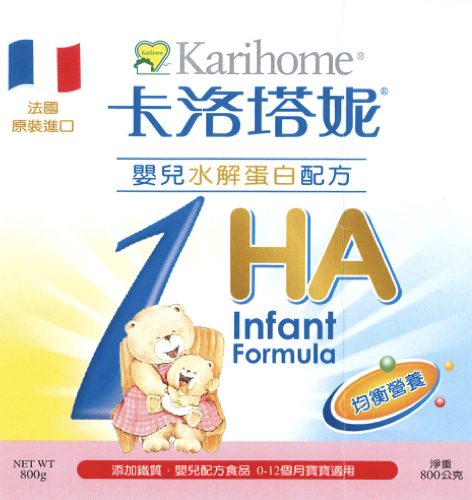 Karihome
Karihome®
法國
原裝進口
卡洛塔妮®
嬰兒水解蛋白配方
1
HA
Infant
Formula
均衡營養
NET WT
800g
添加鐵質·嬰兒配方食品 0-12個月寶寶適用
淨重
800公克